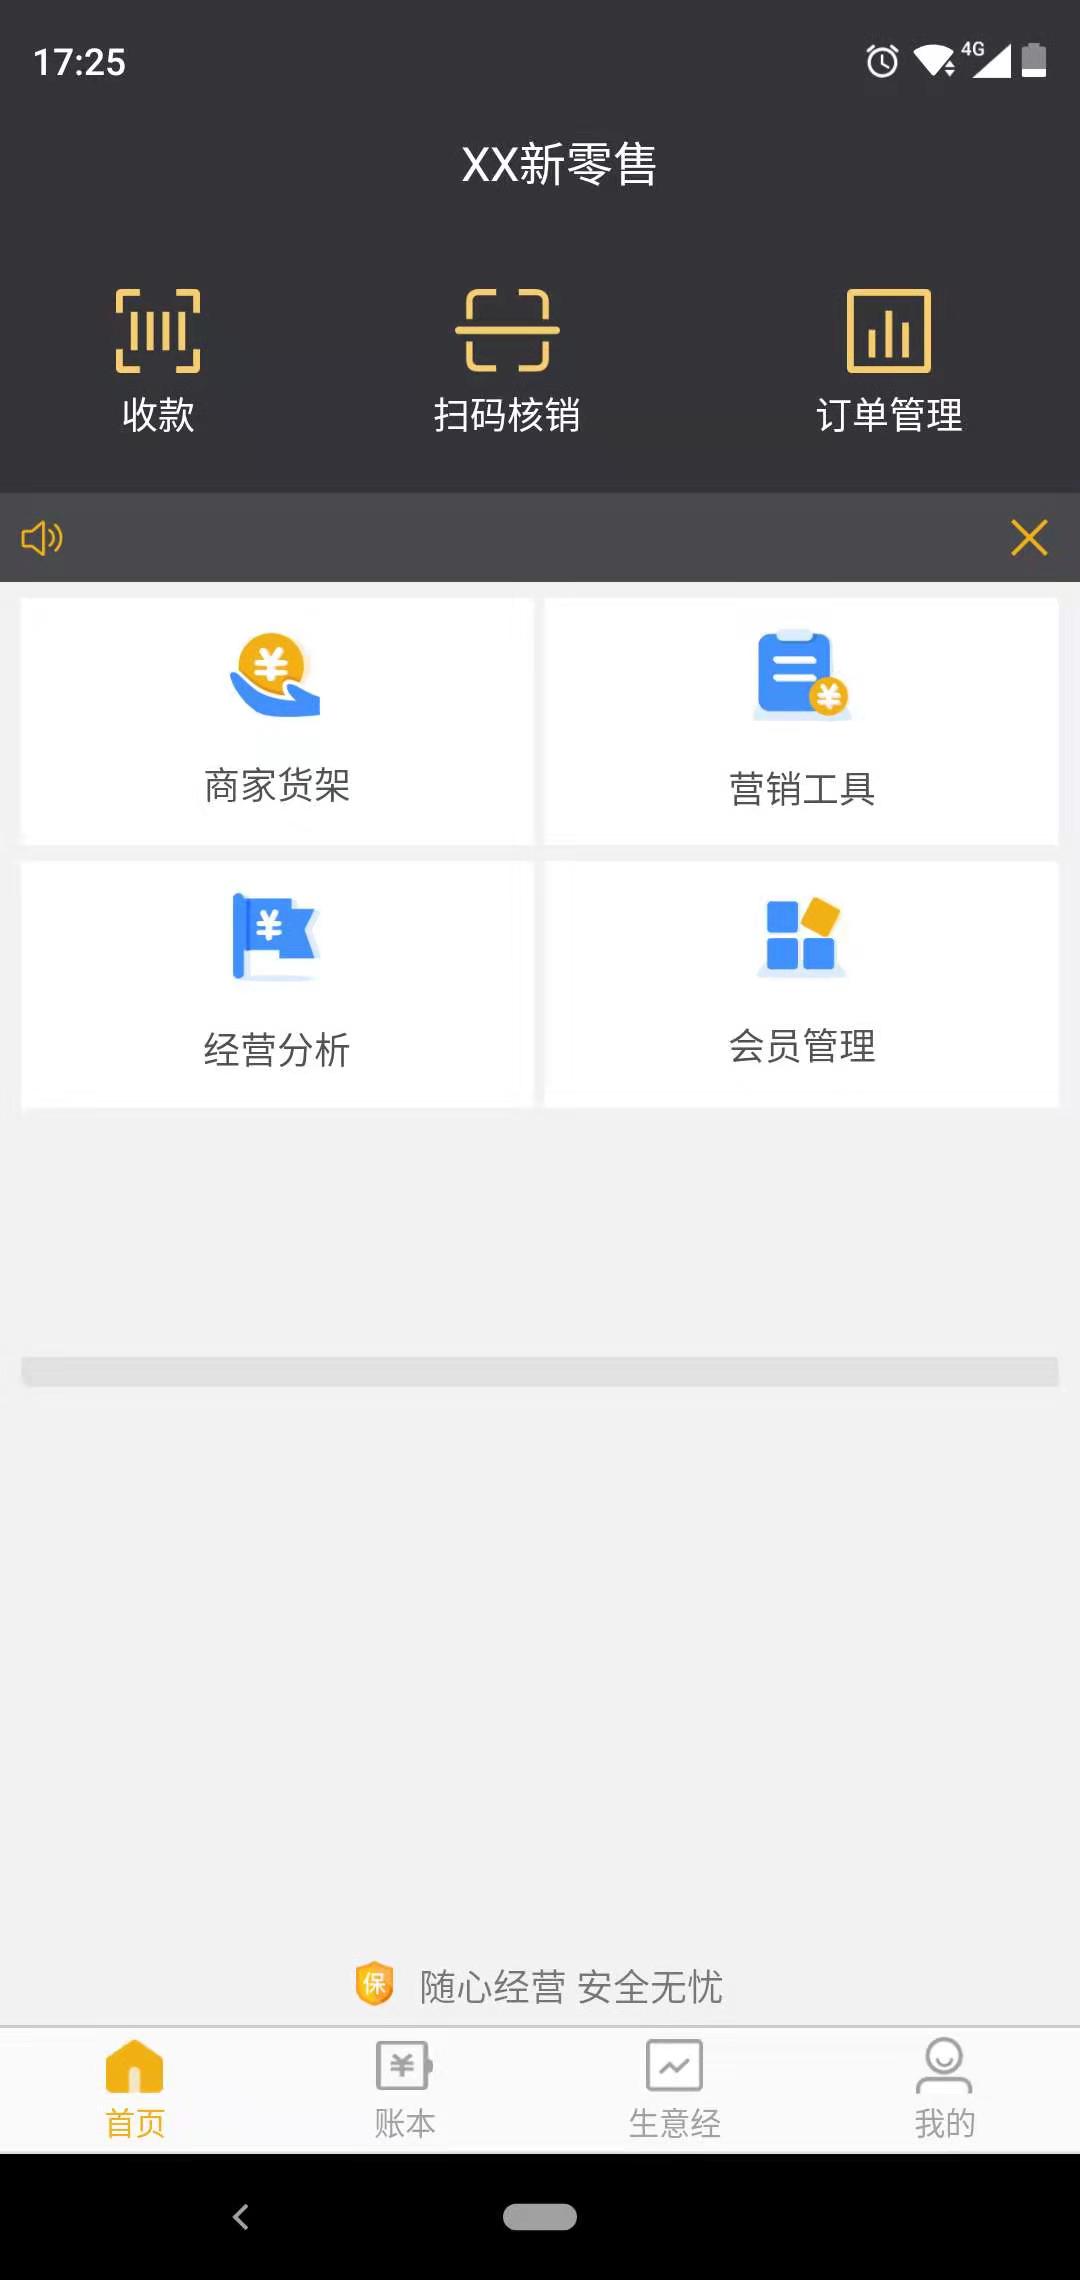 17:25
4G
XX新零售
收款
扫码核销
订单管理
商家货架
营销工具
经营分析
会员管理
保 随心经营 安全无忧
首页
账本
生意经
我的